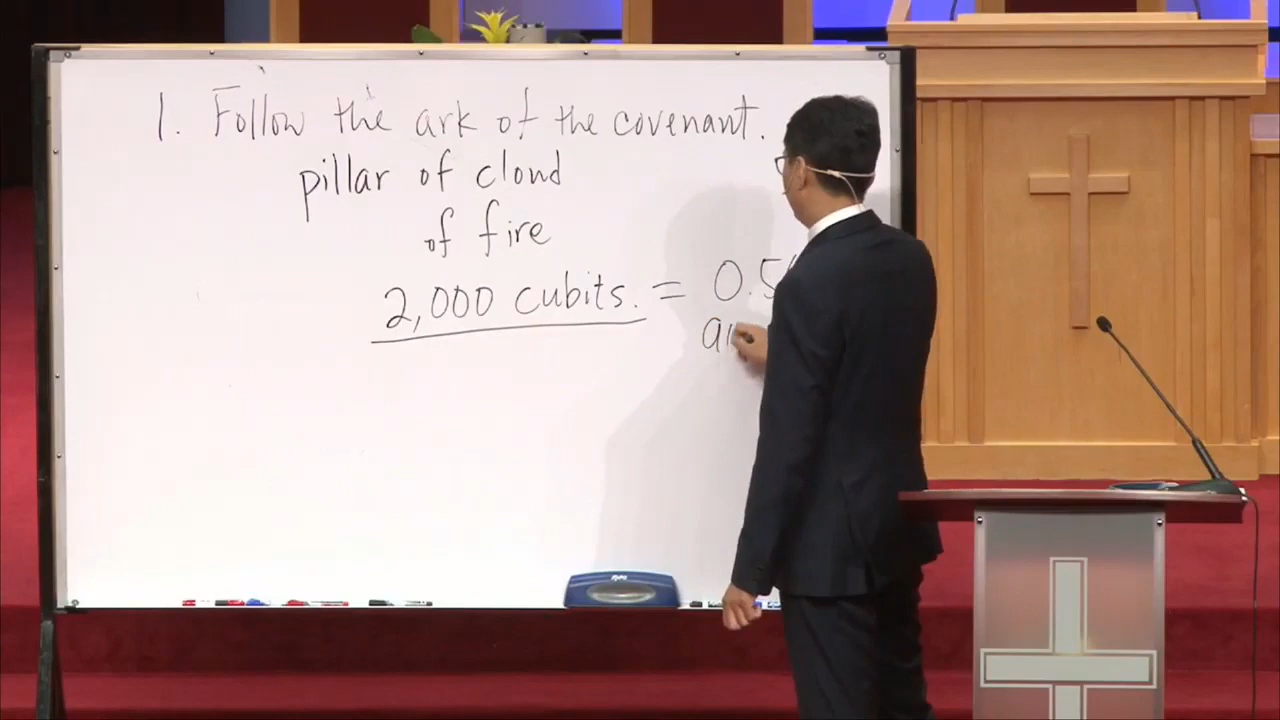 1. Follow the ark of the covenant.
pillar of cloud
of fire
2,000 cubits. = 0.5